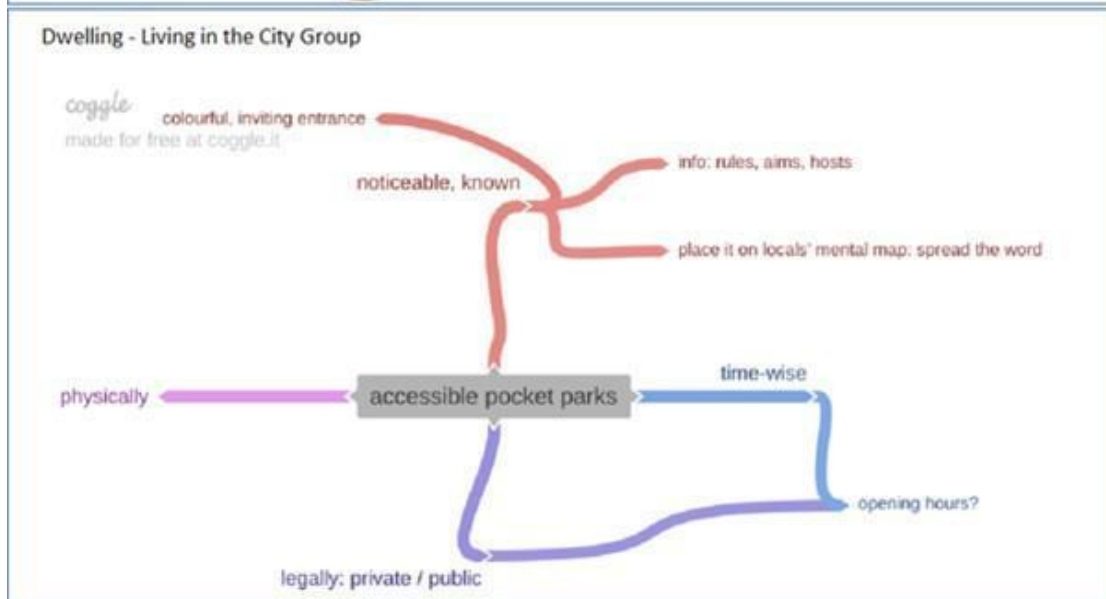 Dwelling - Living in the City Group
coggle
made for free at coggle.it
colourful, inviting entrance
noticeable, known
info: rules, aims, hosts
place it on locals' mental map: spread the word
time-wise
physically
accessible pocket parks
opening hours?
legally: private / public